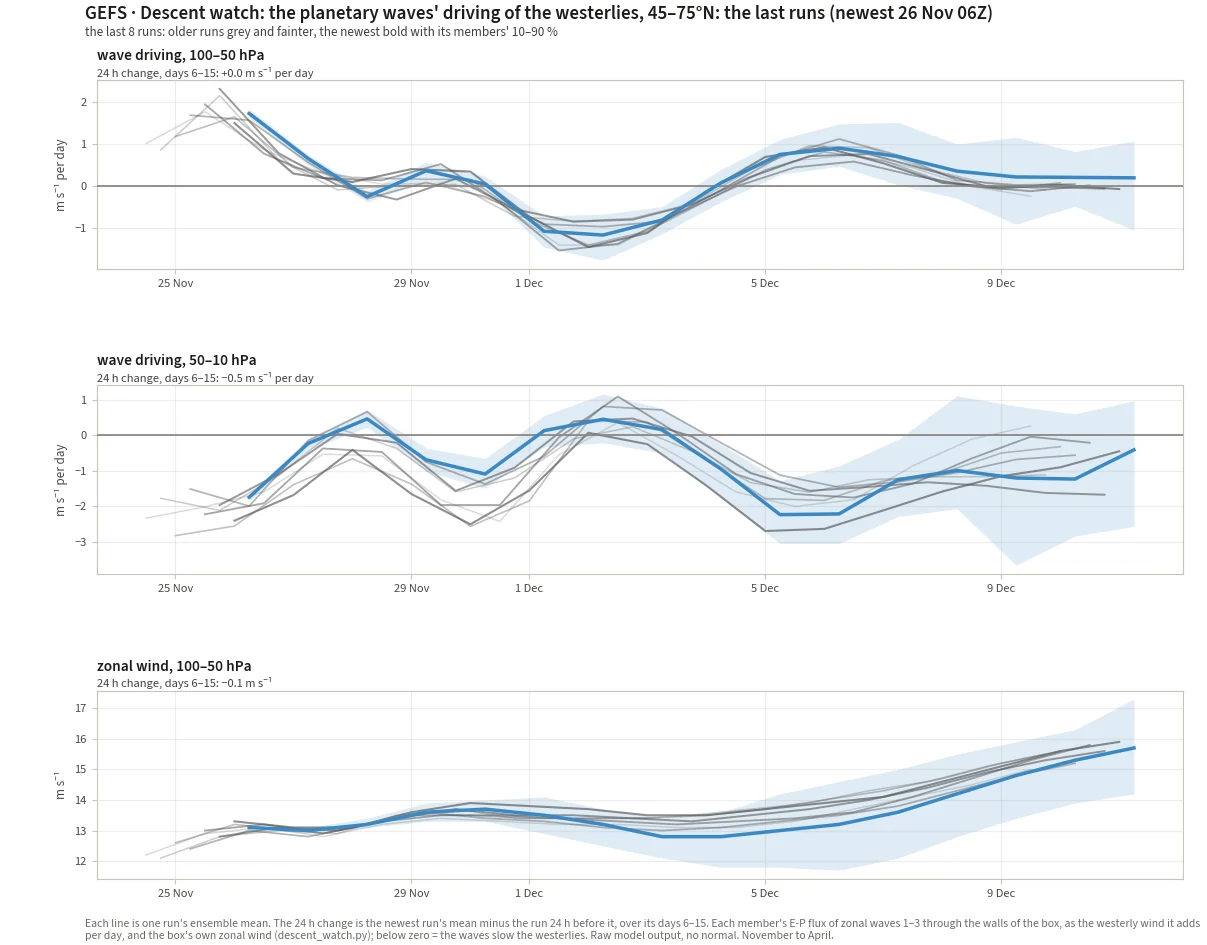 GEFS · Descent watch: the planetary waves' driving of the westerlies, 45–75°N: the last runs (newest 26 Nov 06Z)
the last 8 runs: older runs grey and fainter, the newest bold with its members' 10–90 %
wave driving, 100–50 hPa
24 h change, days 6–15: +0.0 m s⁻¹ per day
m s⁻¹ per day
2
1
0
−1
25 Nov
29 Nov
1 Dec
5 Dec
9 Dec
wave driving, 50–10 hPa
24 h change, days 6–15: −0.5 m s⁻¹ per day
m s⁻¹ per day
1
0
−1
−2
−3
25 Nov
29 Nov
1 Dec
5 Dec
9 Dec
zonal wind, 100–50 hPa
24 h change, days 6–15: −0.1 m s⁻¹
m s⁻¹
17
16
15
14
13
12
25 Nov
29 Nov
1 Dec
5 Dec
9 Dec
Each line is one run's ensemble mean. The 24 h change is the newest run's mean minus the run 24 h before it, over its days 6–15. Each member's E-P flux of zonal waves 1–3 through the walls of the box, as the westerly wind it adds
per day, and the box's own zonal wind (descent_watch.py); below zero = the waves slow the westerlies. Raw model output, no normal. November to April.